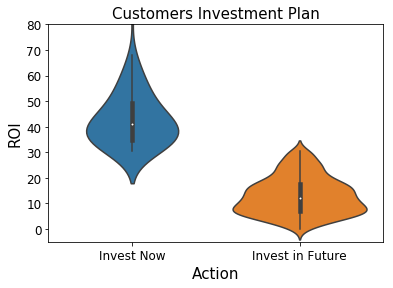 Customers Investment Plan
80
70
60
50
40
30
20
10
0
ROI
Invest Now
Invest in Future
Action